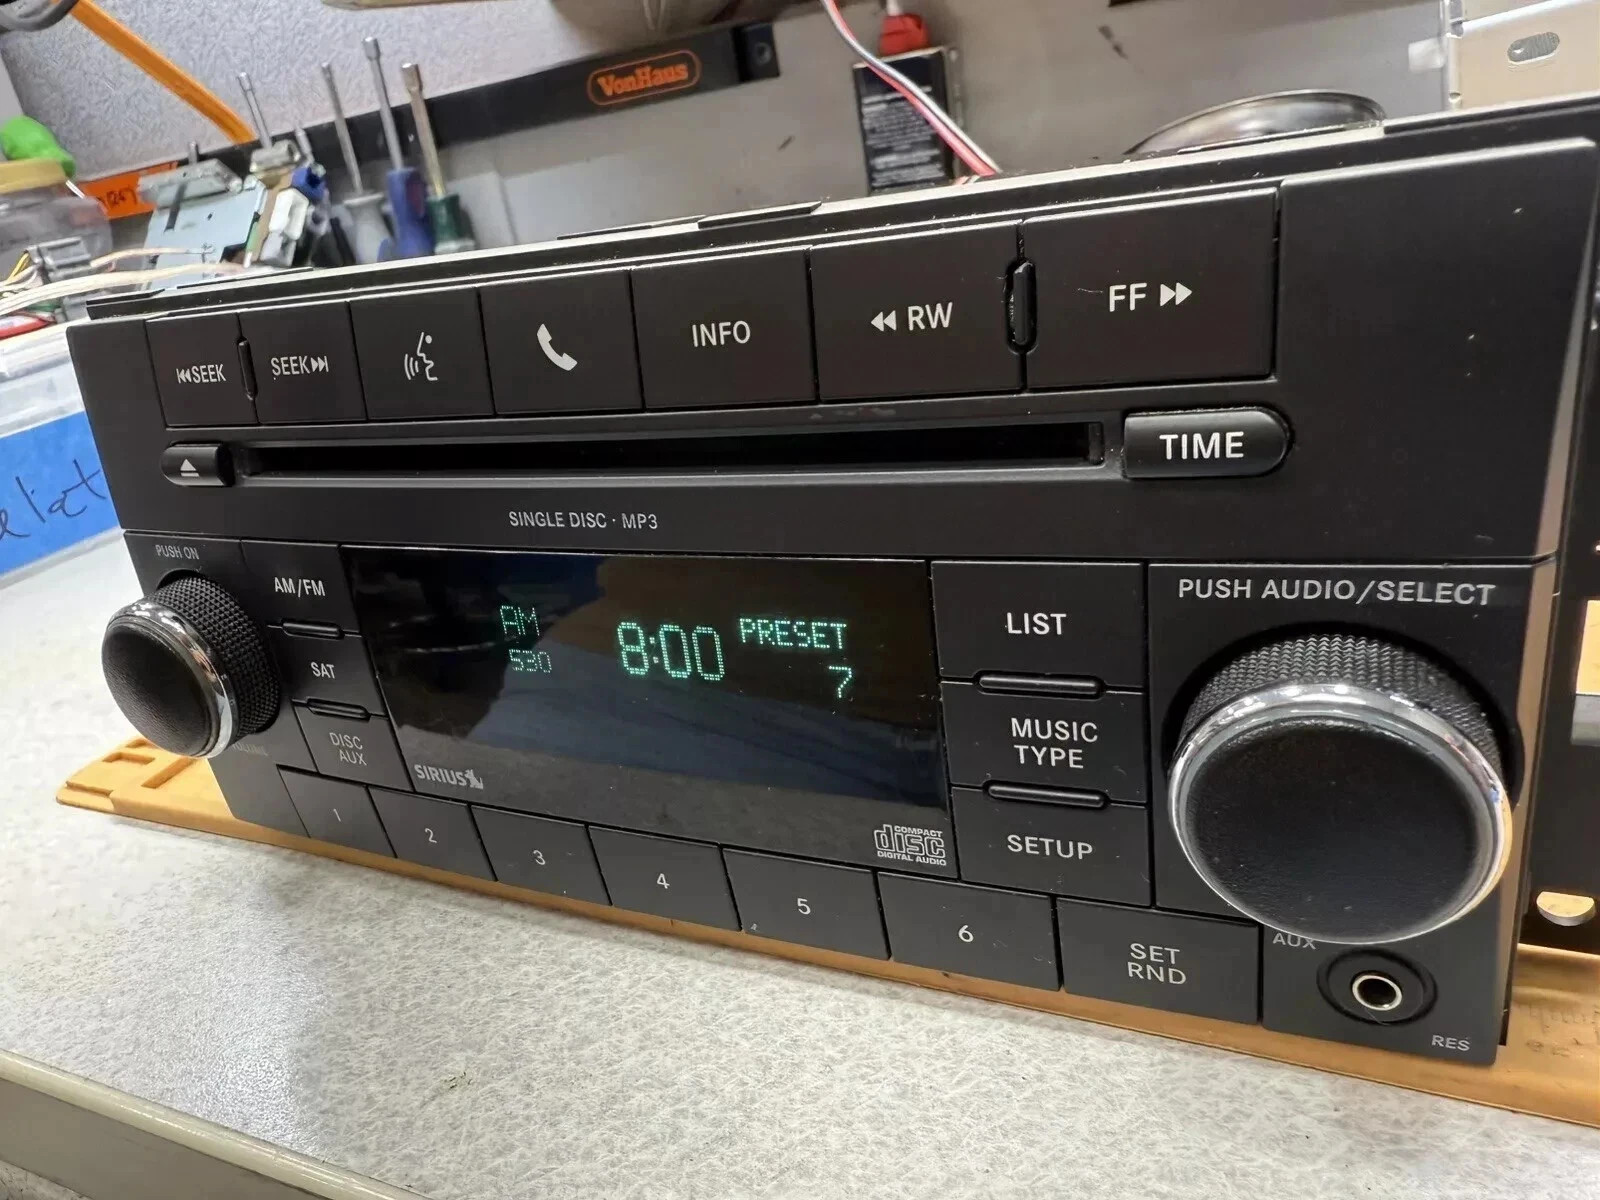 VonHaus
SEEK
SEEK
INFO
RW
FF
TIME
SINGLE DISC · MP3
PUSH ON
AM/FM
SAT
DISC
AUX
AM
530
8:00
PRESET
7
SIRIUS
COMPACT
disc
DIGITAL AUDIO
LIST
MUSIC
TYPE
SETUP
PUSH AUDIO/SELECT
1
2
3
4
5
6
SET
RND
AUX
RES